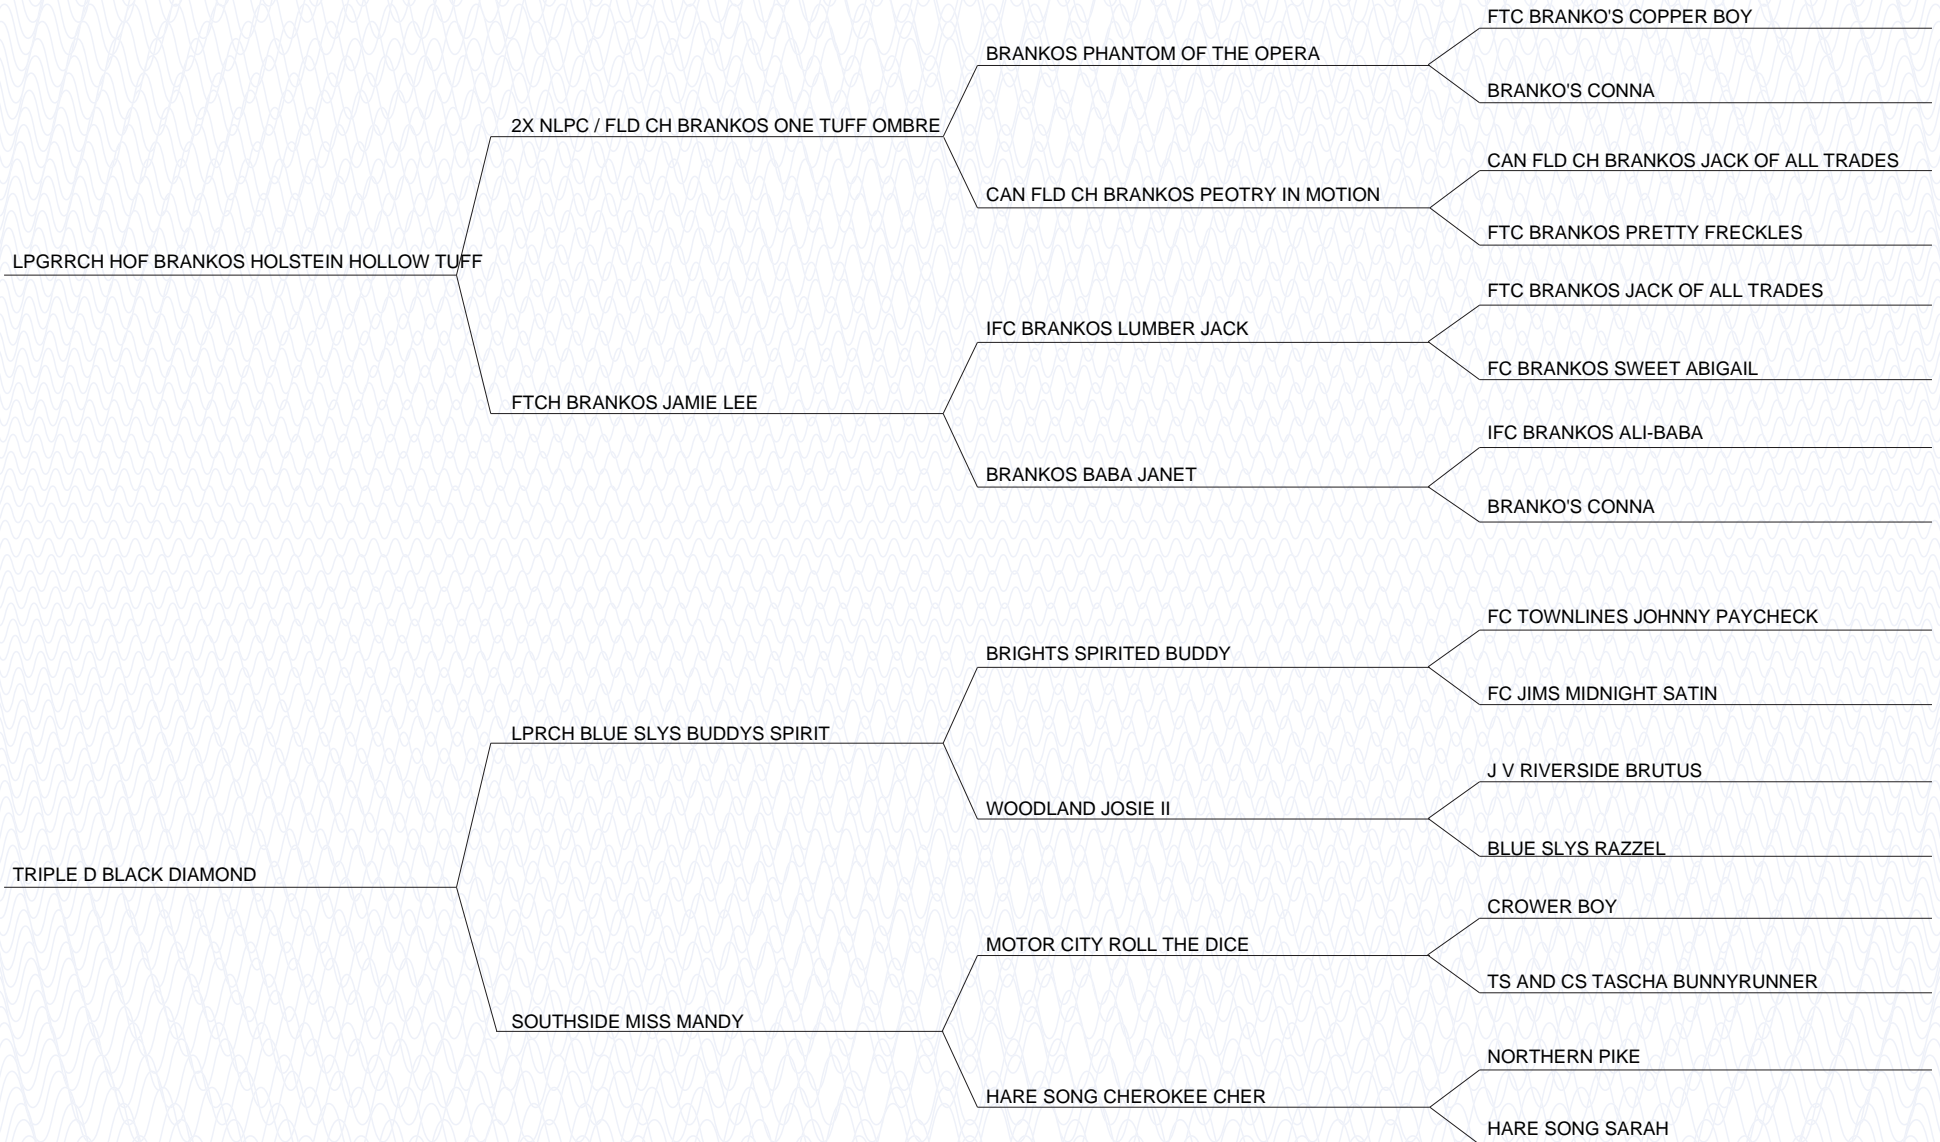 FTC BRANKO'S COPPER BOY
BRANKOS PHANTOM OF THE OPERA
BRANKO'S CONNA
2X NLPC / FLD CH BRANKOS ONE TUFF OMBRE
CAN FLD CH BRANKOS JACK OF ALL TRADES
CAN FLD CH BRANKOS PEOTRY IN MOTION
FTC BRANKOS PRETTY FRECKLES
LPGRRCH HOF BRANKOS HOLSTEIN HOLLOW TUFF
FTC BRANKOS JACK OF ALL TRADES
IFC BRANKOS LUMBER JACK
FC BRANKOS SWEET ABIGAIL
FTCH BRANKOS JAMIE LEE
IFC BRANKOS ALI-BABA
BRANKOS BABA JANET
BRANKO'S CONNA
FC TOWNLINES JOHNNY PAYCHECK
BRIGHTS SPIRITED BUDDY
FC JIMS MIDNIGHT SATIN
LPRCH BLUE SLYS BUDDYS SPIRIT
J V RIVERSIDE BRUTUS
WOODLAND JOSIE II
BLUE SLYS RAZZEL
TRIPLE D BLACK DIAMOND
CROWER BOY
MOTOR CITY ROLL THE DICE
TS AND CS TASCHA BUNNYRUNNER
SOUTHSIDE MISS MANDY
NORTHERN PIKE
HARE SONG CHEROKEE CHER
HARE SONG SARAH